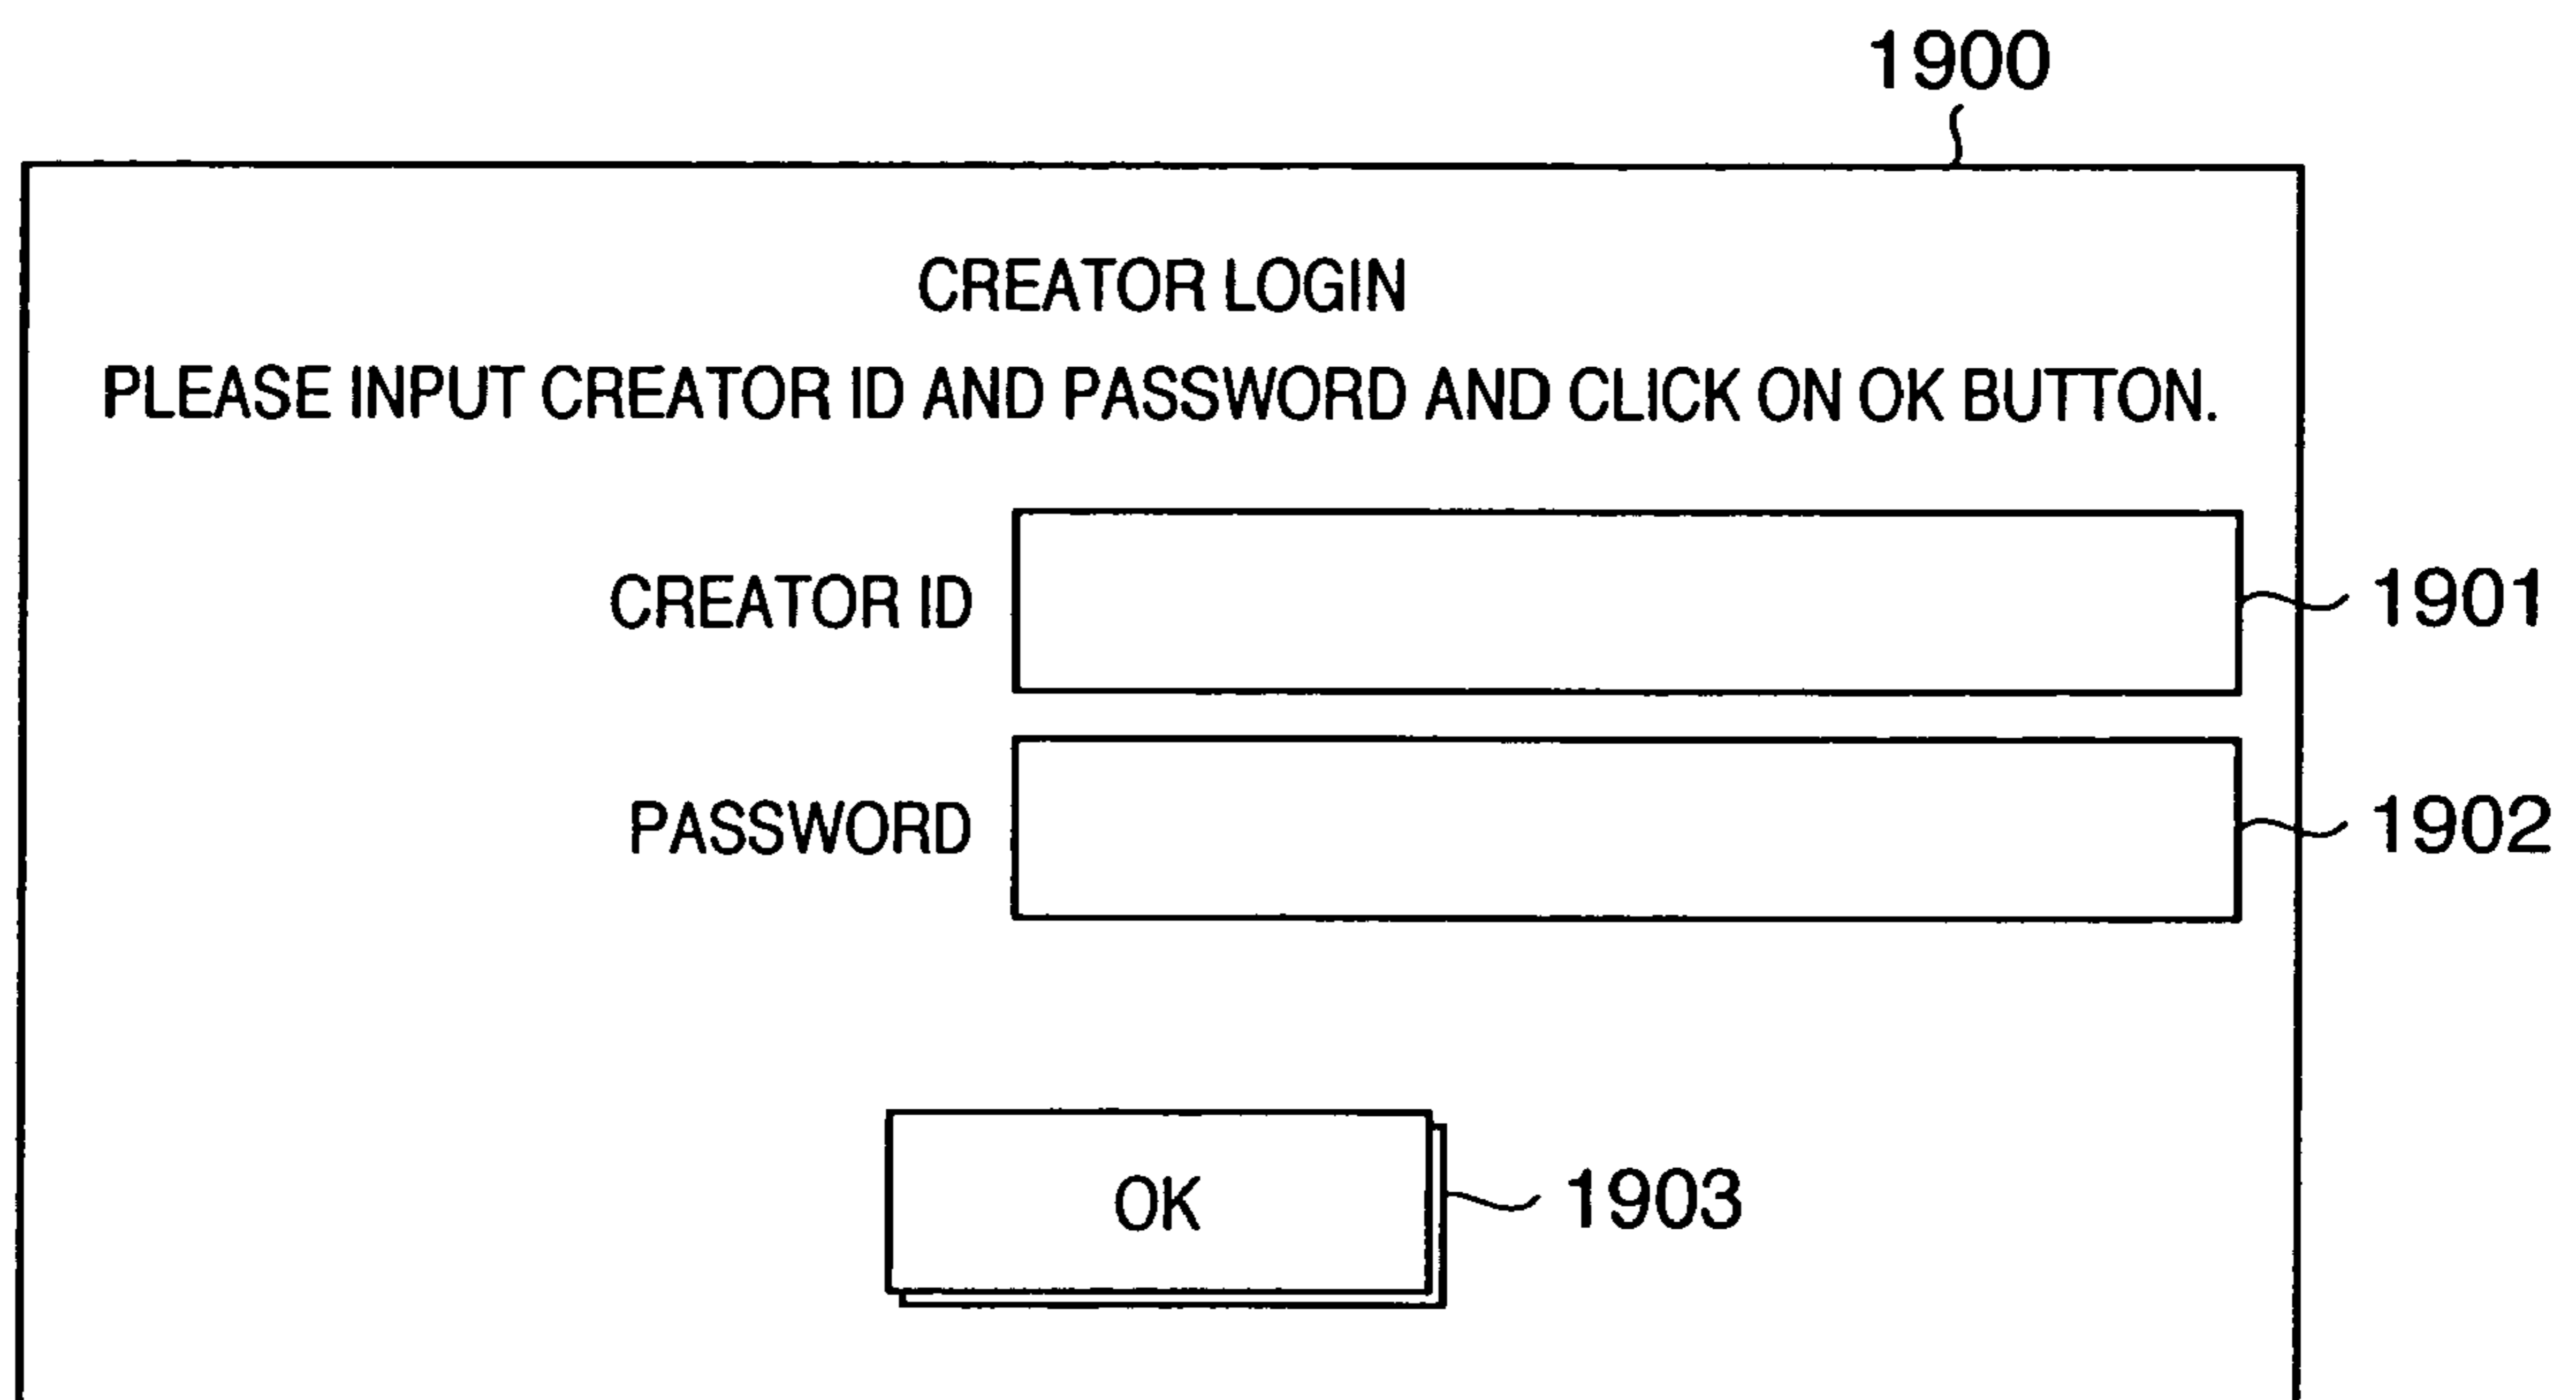 1900
CREATOR LOGIN
PLEASE INPUT CREATOR ID AND PASSWORD AND CLICK ON OK BUTTON.
CREATOR ID
1901
PASSWORD
1902
OK
1903